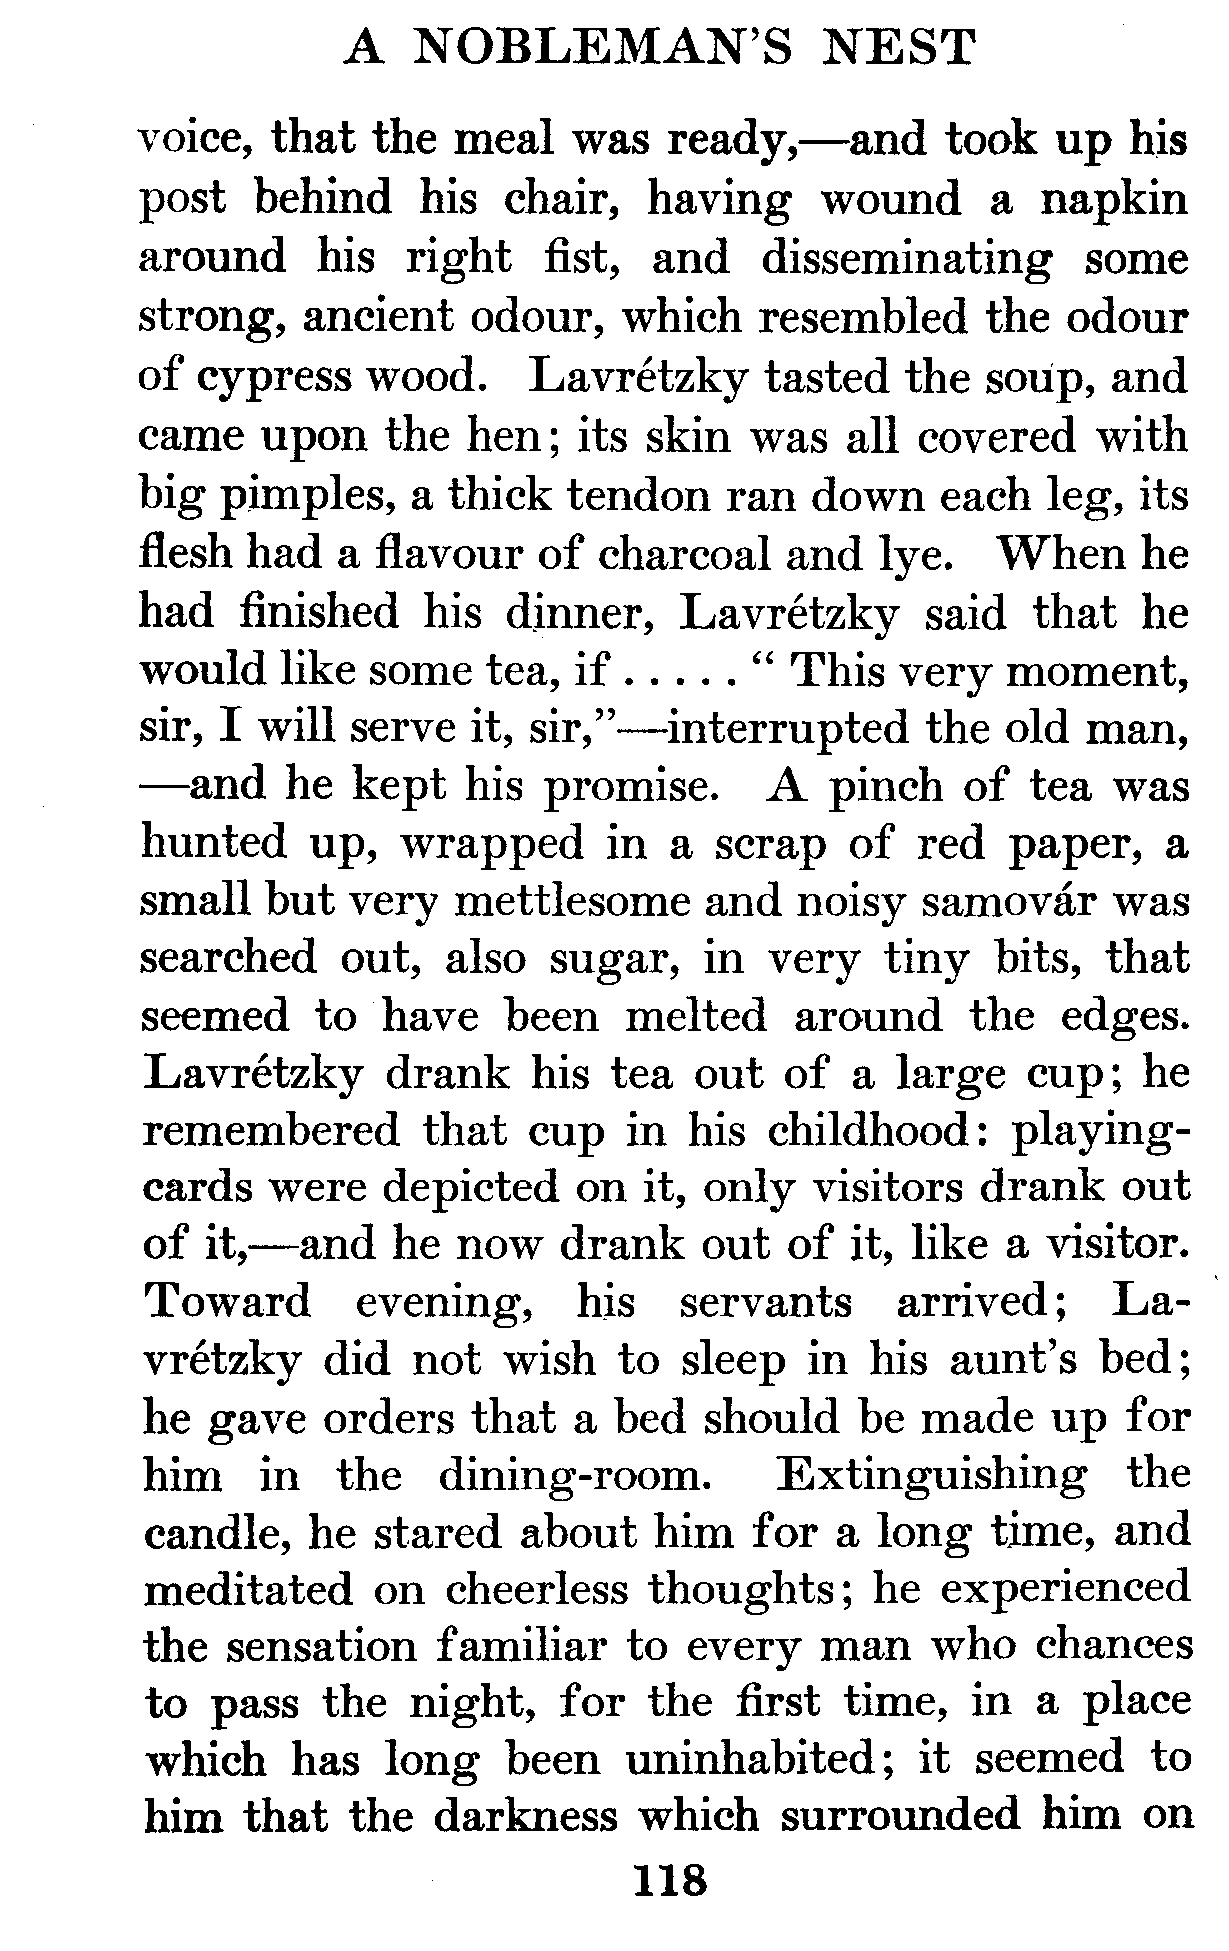 A NOBLEMAN'S NEST
voice, that the meal was ready,—and took up his
post behind his chair, having wound a napkin
around his right fist, and disseminating some
strong, ancient odour, which resembled the odour
of cypress wood. Lavrétzky tasted the soup, and
came upon the hen; its skin was all covered with
big pimples, a thick tendon ran down each leg, its
flesh had a flavour of charcoal and lye. When he
had finished his dinner, Lavrétzky said that he
would like some tea, if ..... “ This very moment,
sir, I will serve it, sir,”—interrupted the old man,
—and he kept his promise. A pinch of tea was
hunted up, wrapped in a scrap of red paper, a
small but very mettlesome and noisy samovár was
searched out, also sugar, in very tiny bits, that
seemed to have been melted around the edges.
Lavrétzky drank his tea out of a large cup; he
remembered that cup in his childhood: playing-
cards were depicted on it, only visitors drank out
of it,—and he now drank out of it, like a visitor.
Toward evening, his servants arrived; La-
vrétzky did not wish to sleep in his aunt's bed;
he gave orders that a bed should be made up for
him in the dining-room. Extinguishing the
candle, he stared about him for a long time, and
meditated on cheerless thoughts; he experienced
the sensation familiar to every man who chances
to pass the night, for the first time, in a place
which has long been uninhabited; it seemed to
him that the darkness which surrounded him on
118